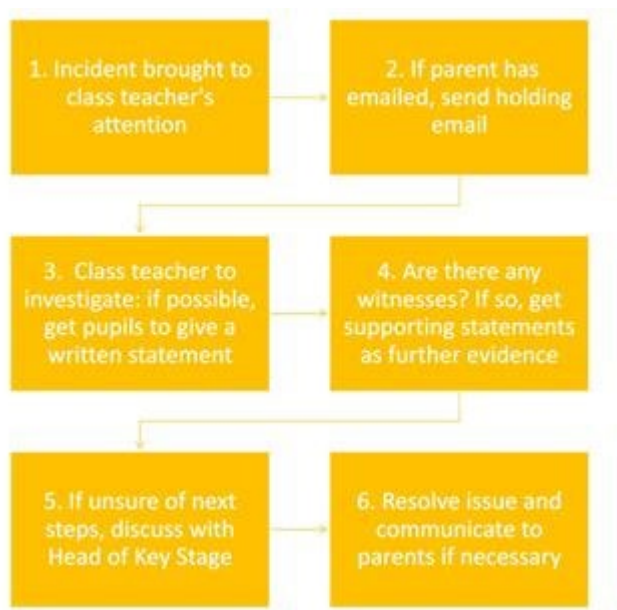 1. Incident brought to
class teacher's
attention
2. If parent has
emailed, send holding
email
3. Class teacher to
investigate: if possible,
get pupils to give a
written statement
4. Are there any
witnesses? If so, get
supporting statements
as further evidence
5. If unsure of next
steps, discuss with
Head of Key Stage
6. Resolve issue and
communicate to
parents if necessary